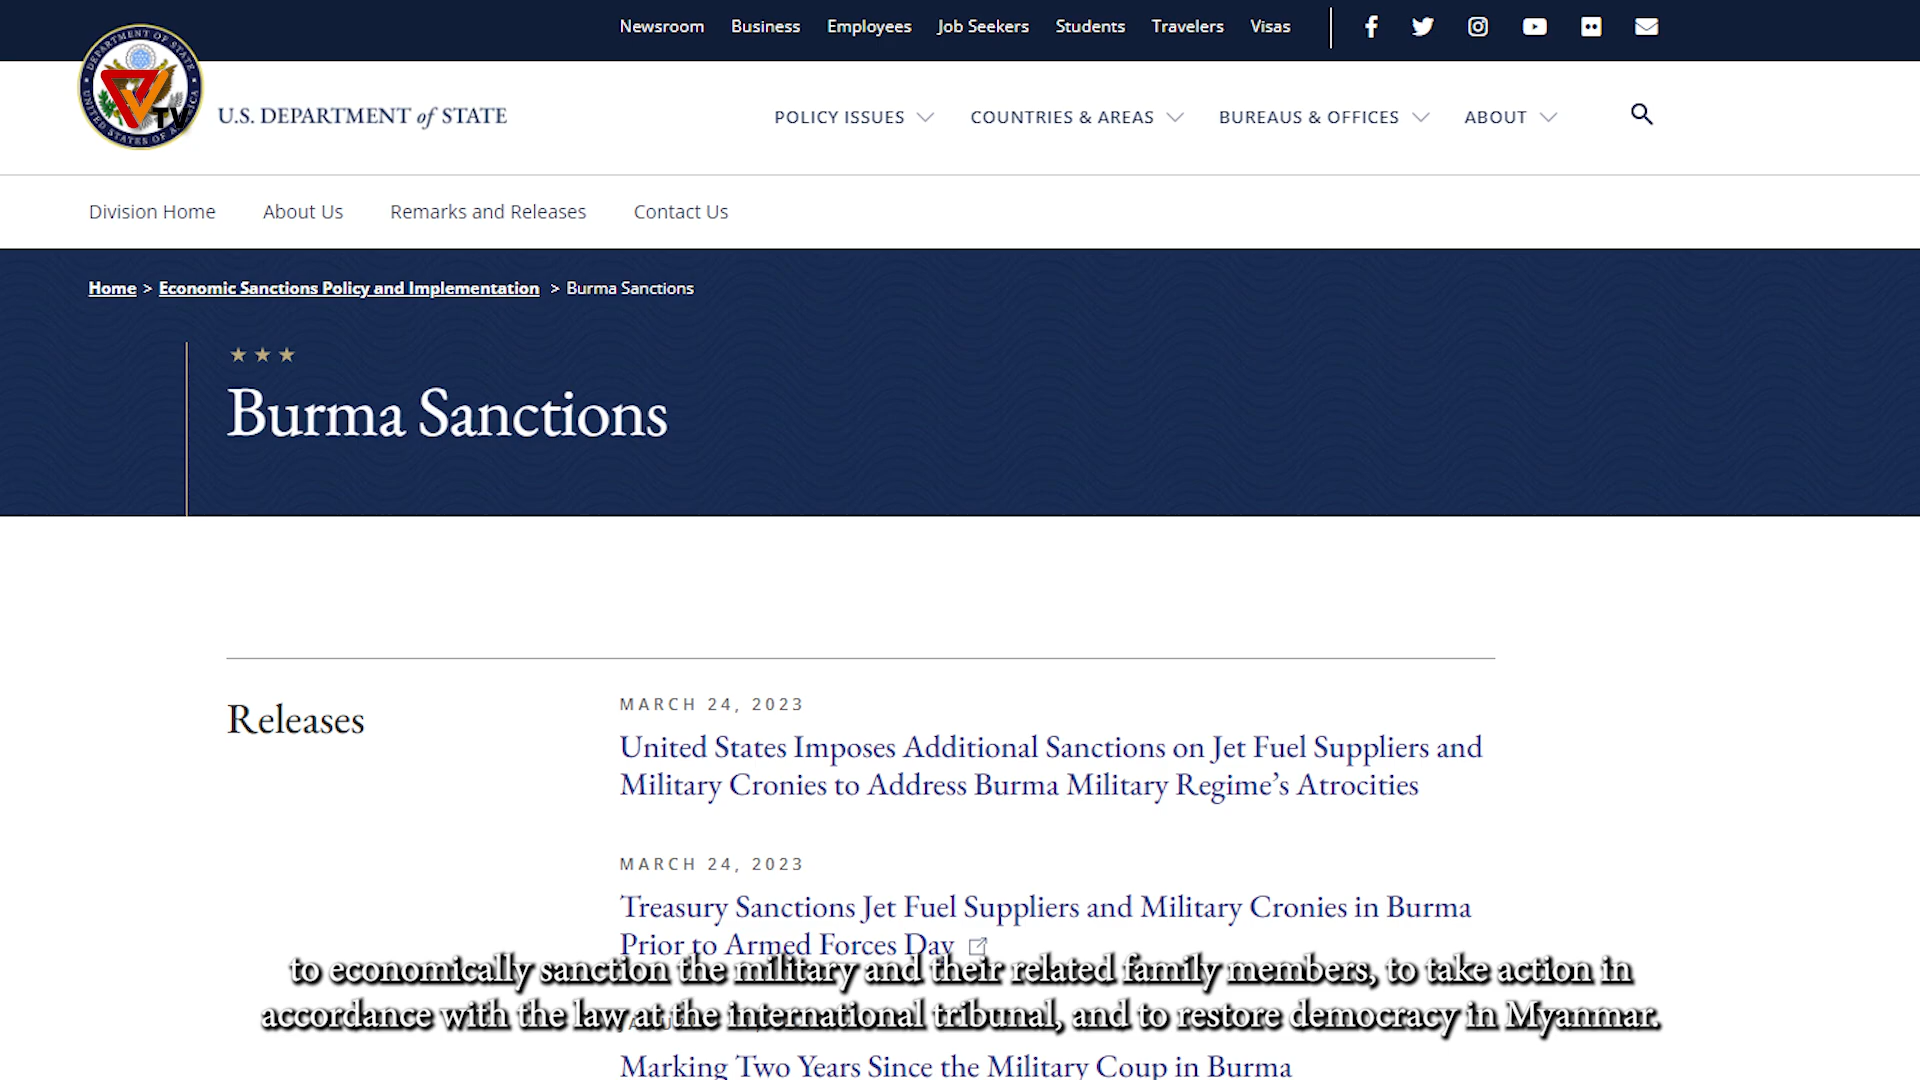 Newsroom Business Employees Job Seekers Students Travelers Visas
TV
U.S. DEPARTMENT of STATE
POLICY ISSUES COUNTRIES & AREAS BUREAUS & OFFICES ABOUT
Division Home About Us Remarks and Releases Contact Us
Home > Economic Sanctions Policy and Implementation > Burma Sanctions
Burma Sanctions
Releases
MARCH 24, 2023
United States Imposes Additional Sanctions on Jet Fuel Suppliers and
Military Cronies to Address Burma Military Regime’s Atrocities
MARCH 24, 2023
Treasury Sanctions Jet Fuel Suppliers and Military Cronies in Burma
Prior to Armed Forces Day
to economically sanction the military and their related family members, to take action in
accordance with the law at the international tribunal, and to restore democracy in Myanmar.
Marking Two Years Since the Military Coup in Burma